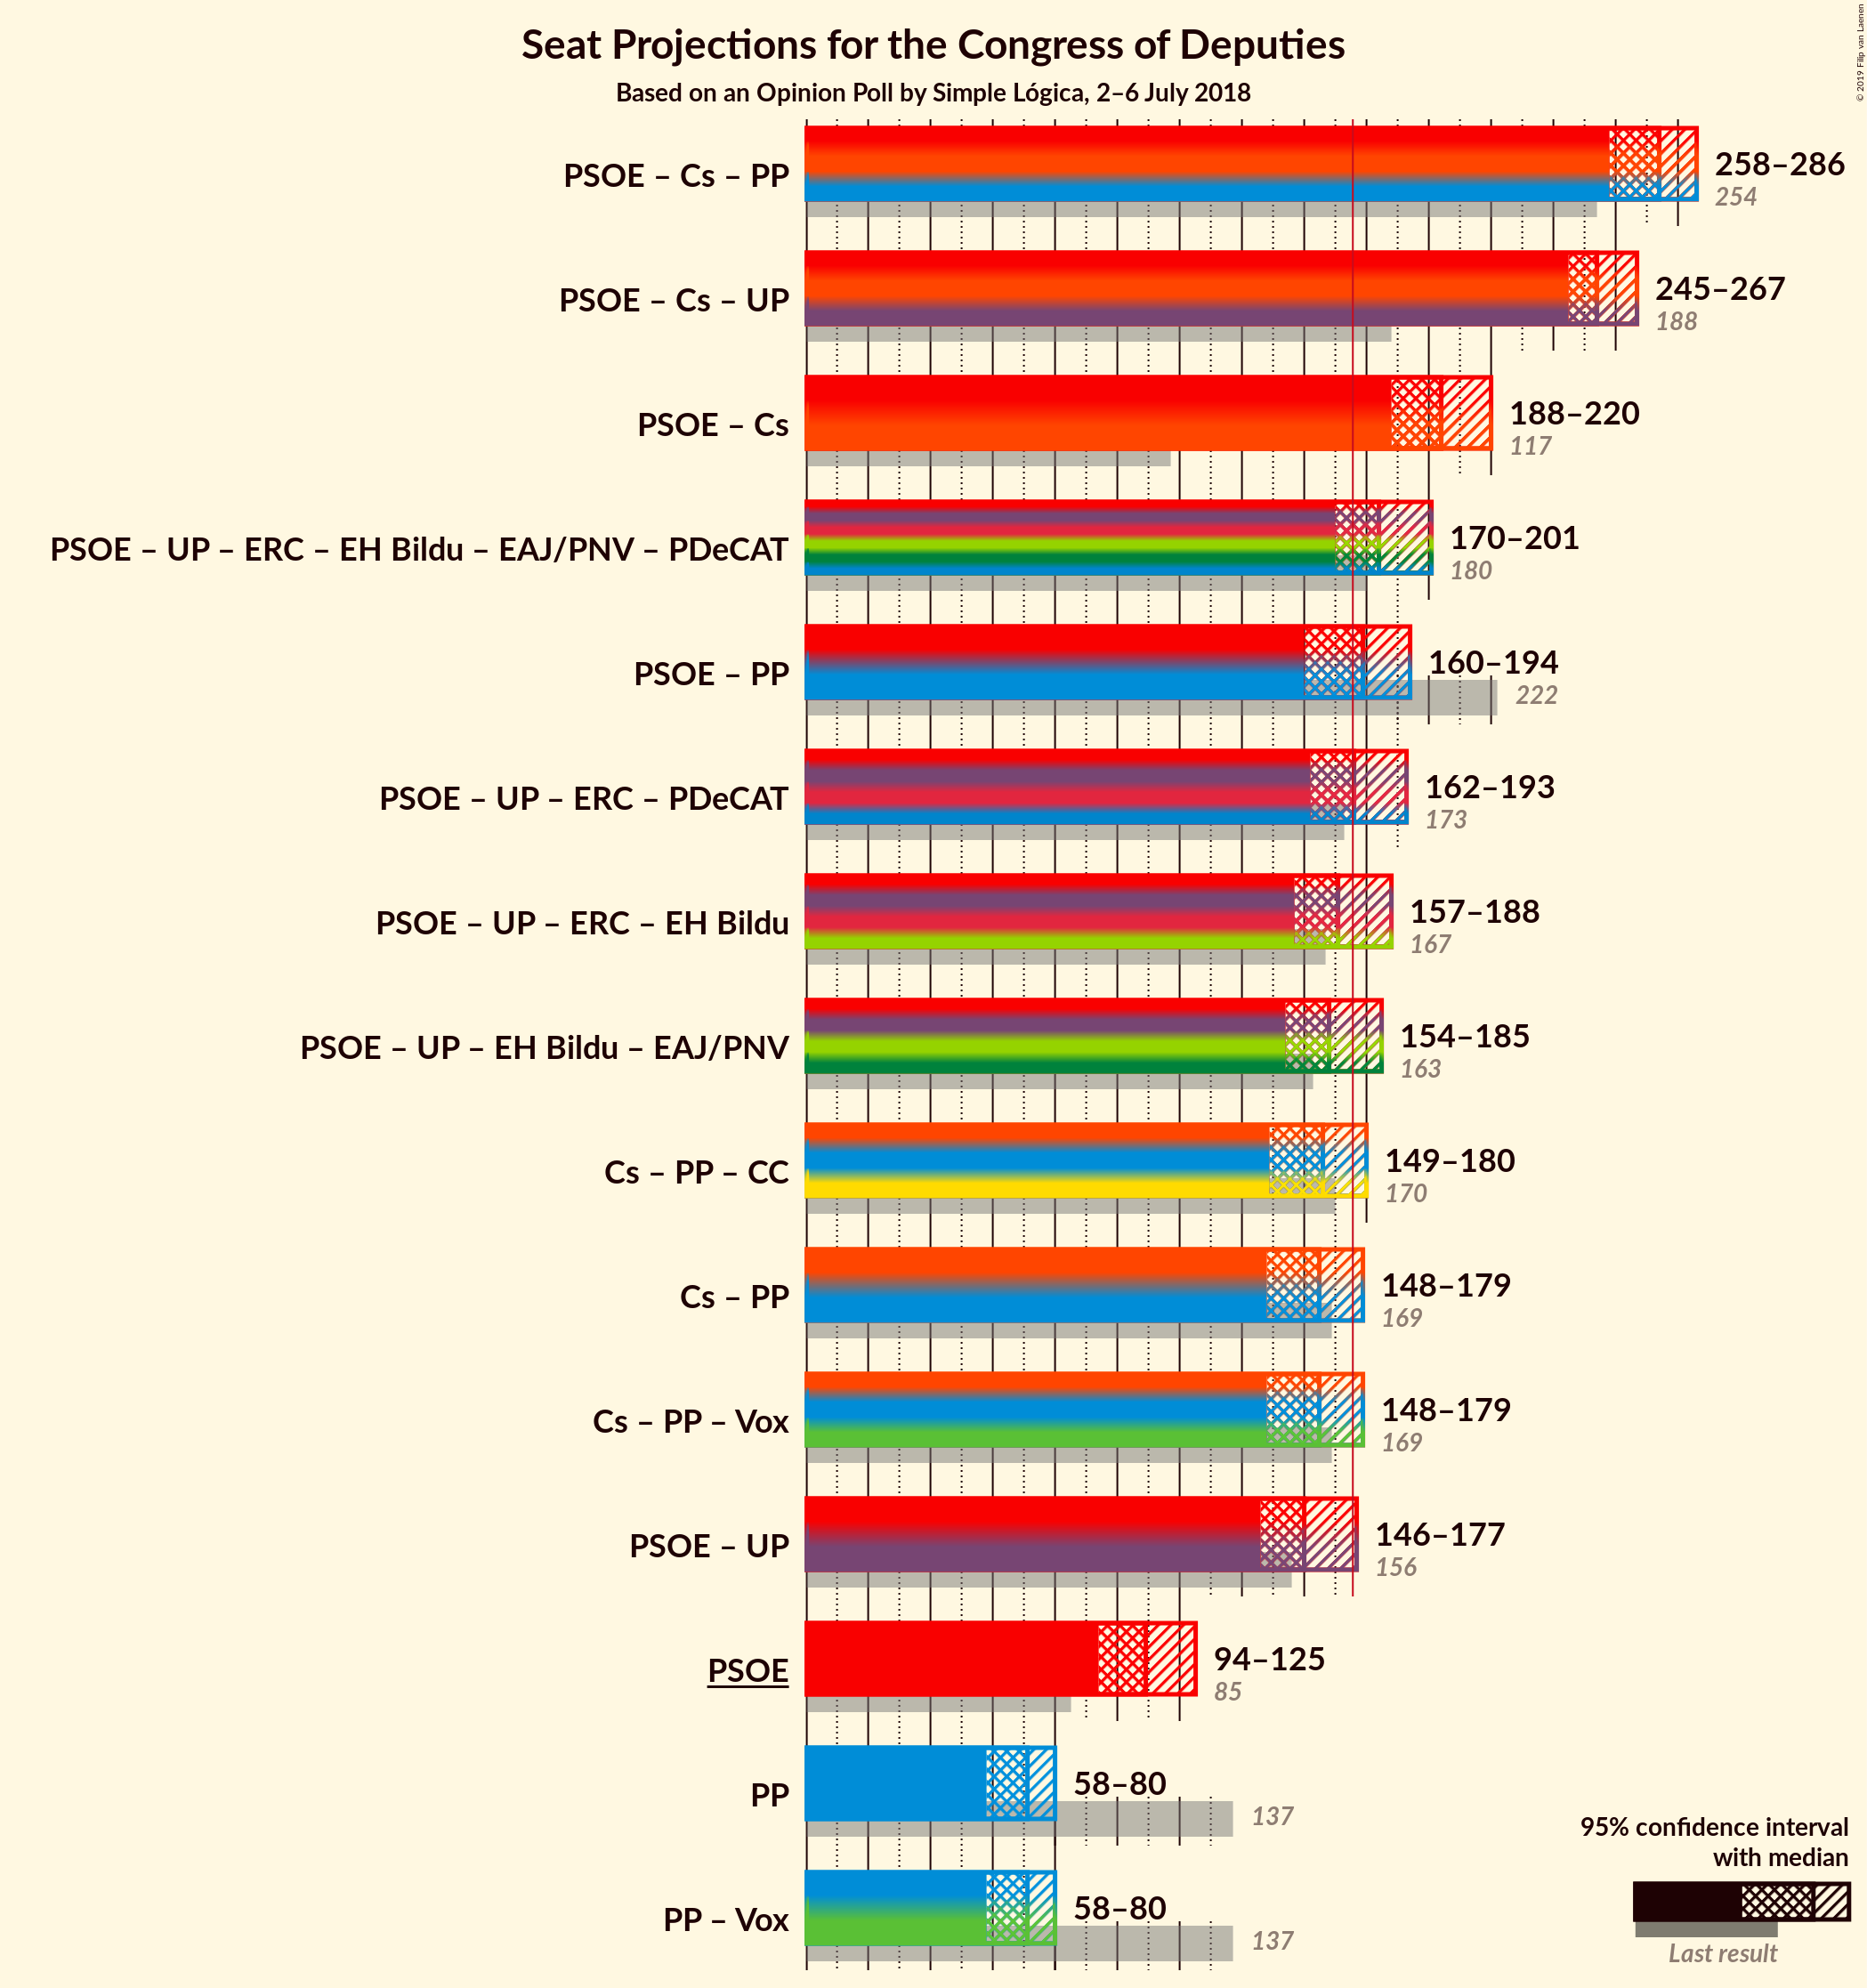 Seat Projections for the Congress of Deputies
Based on an Opinion Poll by Simple Lógica, 2–6 July 2018
© 2019 Filip van Laenen
PSOE – Cs – PP
258–286
254
PSOE – Cs – UP
245–267
188
PSOE – Cs
188–220
117
PSOE – UP – ERC – EH Bildu – EAJ/PNV – PDeCAT
170–201
180
PSOE – PP
160–194
222
PSOE – UP – ERC – PDeCAT
162–193
173
PSOE – UP – ERC – EH Bildu
157–188
167
PSOE – UP – EH Bildu – EAJ/PNV
154–185
163
Cs – PP – CC
149–180
170
Cs – PP
148–179
169
Cs – PP – Vox
148–179
169
PSOE – UP
146–177
156
PSOE
94–125
85
PP
58–80
137
PP – Vox
58–80
137
95% confidence interval
with median
Last result